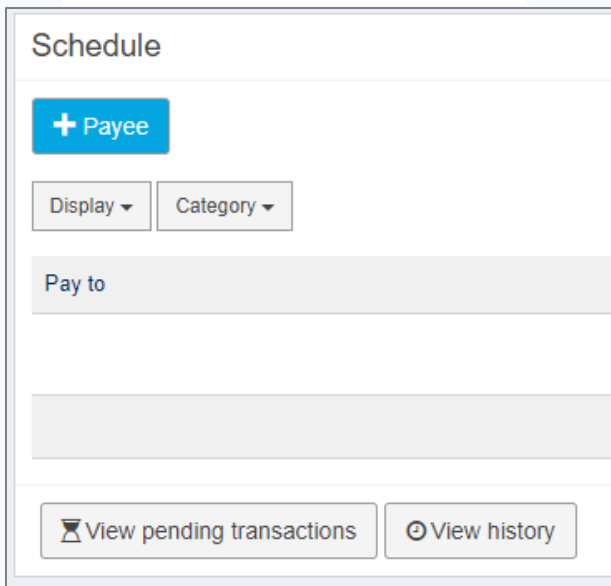 Schedule
Payee
Display
Category
Pay to
View pending transactions
View history